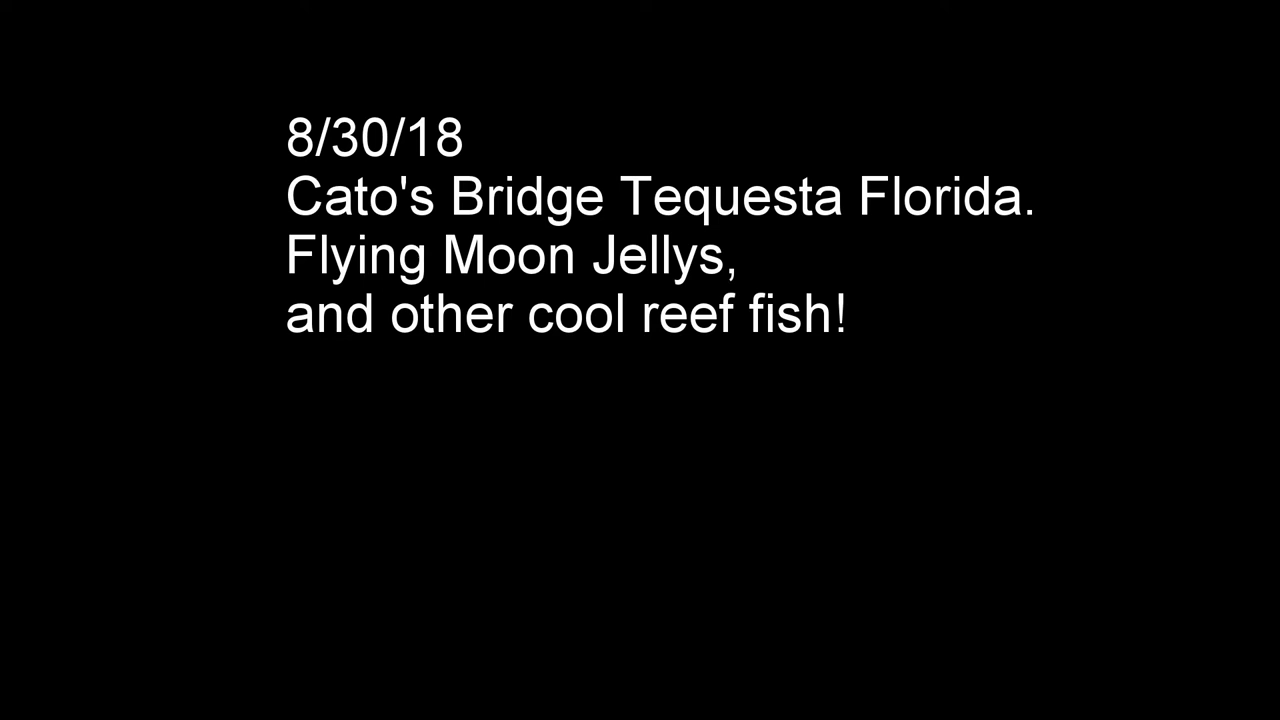 8/30/18
Cato's Bridge Tequesta Florida.
Flying Moon Jellys,
and other cool reef fish!